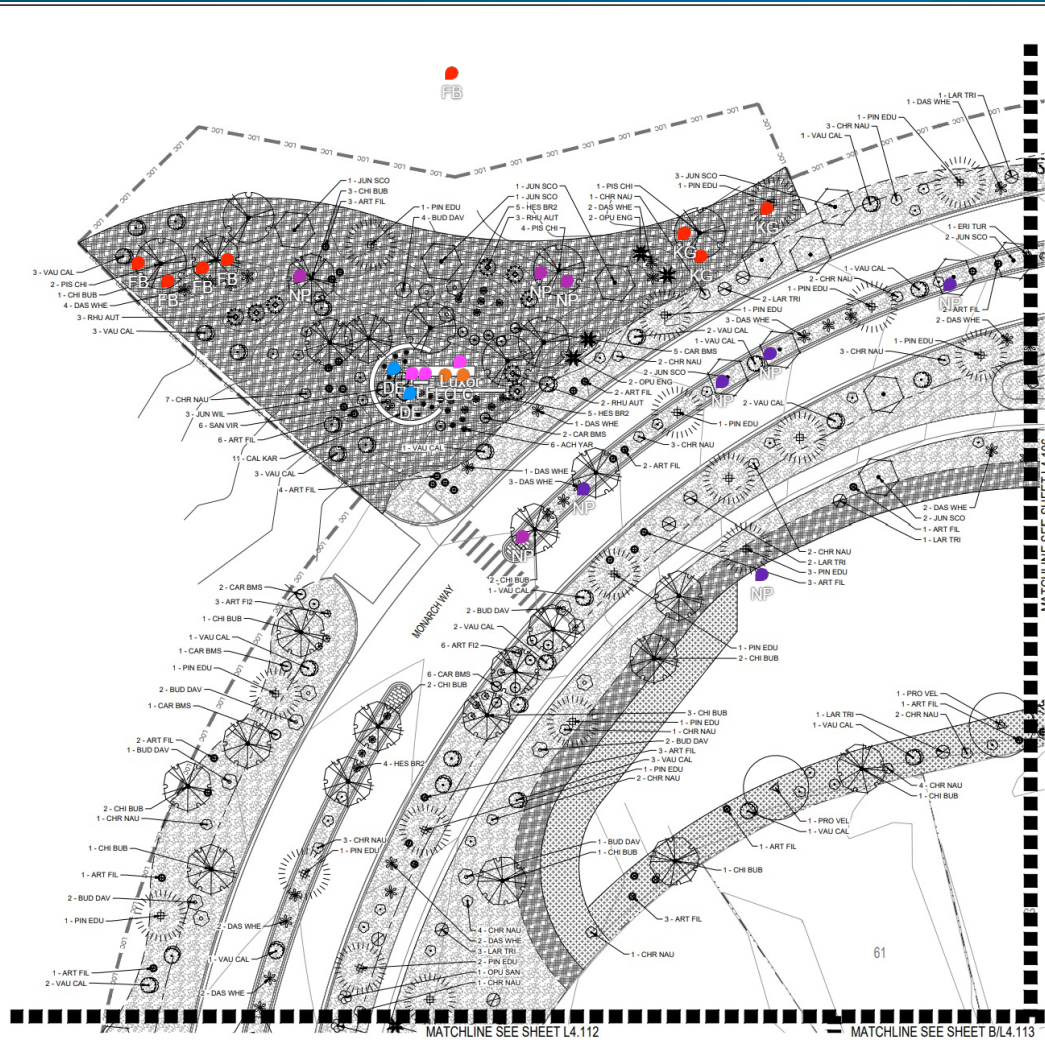 FB
LOC LOC LOC LOC LOC LOC
1 - LAR TRI
1 - DAS WHE
1 - PIN EDU
3 - CHR NAU
1 - VAU CAL
1 - JUN SCO
3 - CHI BUB
3 - ART FIL
1 - PIN EDU
4 - BUD DAV
1 - JUN SCO
1 - JUN SCO
5 - HES BR2
3 - RHU AUT
4 - PIS CHI
1 - PIS CHI
1 - CHR NAU
2 - DAS WHE
2 - OPU ENG
3 - JUN SCO
1 - PIN EDU
KG
KG
KG
1 - ERI TUR
2 - JUN SCO
3 - VAU CAL
2 - PIS CHI
1 - CHI BUB
4 - DAS WHE
3 - RHU AUT
3 - VAU CAL
FB
FB
FB
FB
NP
NP
NP
1 - VAU CAL
2 - CHR NAU
1 - PIN EDU
NP
2 - ART FIL
2 - DAS WHE
2 - LAR TRI
1 - PIN EDU
3 - DAS WHE
2 - VAU CAL
1 - VAU CAL
5 - CAR BMS
2 - CHR NAU
2 - JUN SCO
2 - OPU ENG
2 - ART FIL
2 - RHU AUT
5 - HES BR2
1 - DAS WHE
2 - CAR BMS
6 - ACH YAR
1 - PIN EDU
3 - CHR NAU
NP
NP
2 - VAU CAL
1 - PIN EDU
3 - CHR NAU
2 - ART FIL
DE
DE
Luxor
7 - CHR NAU
3 - JUN WIL
6 - SAN VIR
6 - ART FIL
11 - CAL KAR
3 - VAU CAL
4 - ART FIL
1 - VAU CAL
1 - DAS WHE
3 - DAS WHE
NP
NP
2 - DAS WHE
2 - JUN SCO
1 - ART FIL
1 - LAR TRI
2 - CHR NAU
2 - LAR TRI
3 - PIN EDU
3 - ART FIL
NP
MONARCH WAY
2 - CHI BUB
1 - VAU CAL
2 - BUD DAV
2 - VAU CAL
6 - ART FI2
6 - CAR BMS
2 - CHI BUB
2 - CAR BMS
3 - ART FI2
1 - CHI BUB
1 - VAU CAL
1 - CAR BMS
1 - PIN EDU
2 - BUD DAV
1 - CAR BMS
2 - ART FIL
1 - BUD DAV
2 - CHI BUB
1 - CHR NAU
1 - CHI BUB
1 - ART FIL
2 - BUD DAV
1 - PIN EDU
1 - ART FIL
2 - VAU CAL
1 - PIN EDU
2 - CHI BUB
3 - CHI BUB
1 - PIN EDU
1 - CHR NAU
2 - BUD DAV
3 - ART FIL
3 - VAU CAL
1 - PIN EDU
2 - CHR NAU
4 - HES BR2
3 - CHR NAU
1 - PIN EDU
2 - DAS WHE
1 - VAU CAL
2 - DAS WHE
1 - BUD DAV
1 - CHI BUB
1 - PRO VEL
1 - ART FIL
2 - CHR NAU
1 - LAR TRI
1 - VAU CAL
4 - CHR NAU
1 - CHI BUB
1 - PRO VEL
1 - VAU CAL
1 - ART FIL
1 - CHI BUB
3 - ART FIL
1 - CHR NAU
4 - CHR NAU
2 - DAS WHE
3 - LAR TRI
2 - PIN EDU
1 - OPU SAN
1 - CHR NAU
61
MATCHLINE SEE SHEET L4.112
MATCHLINE SEE SHEET B/L4.113